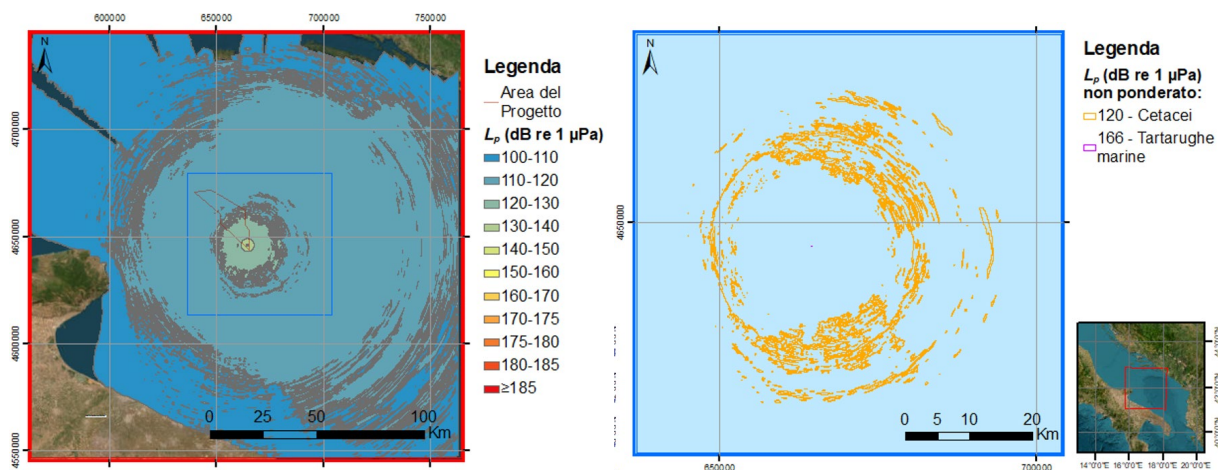 600000 650000 700000 750000
N
4700000
4650000
4600000
4550000
0 25 50 100
Km
Legenda
Area del
Progetto
Lp (dB re 1 µPa)
100-110
110-120
120-130
130-140
140-150
150-160
160-170
170-175
175-180
180-185
≥185
N
4650000
0 5 10 20
Km
650000 700000
Legenda
Lp (dB re 1 µPa)
non ponderato:
120 - Cetacei
166 - Tartarughe
marine
14°0'0"E 16°0'0"E 18°0'0"E 20°0'0"E